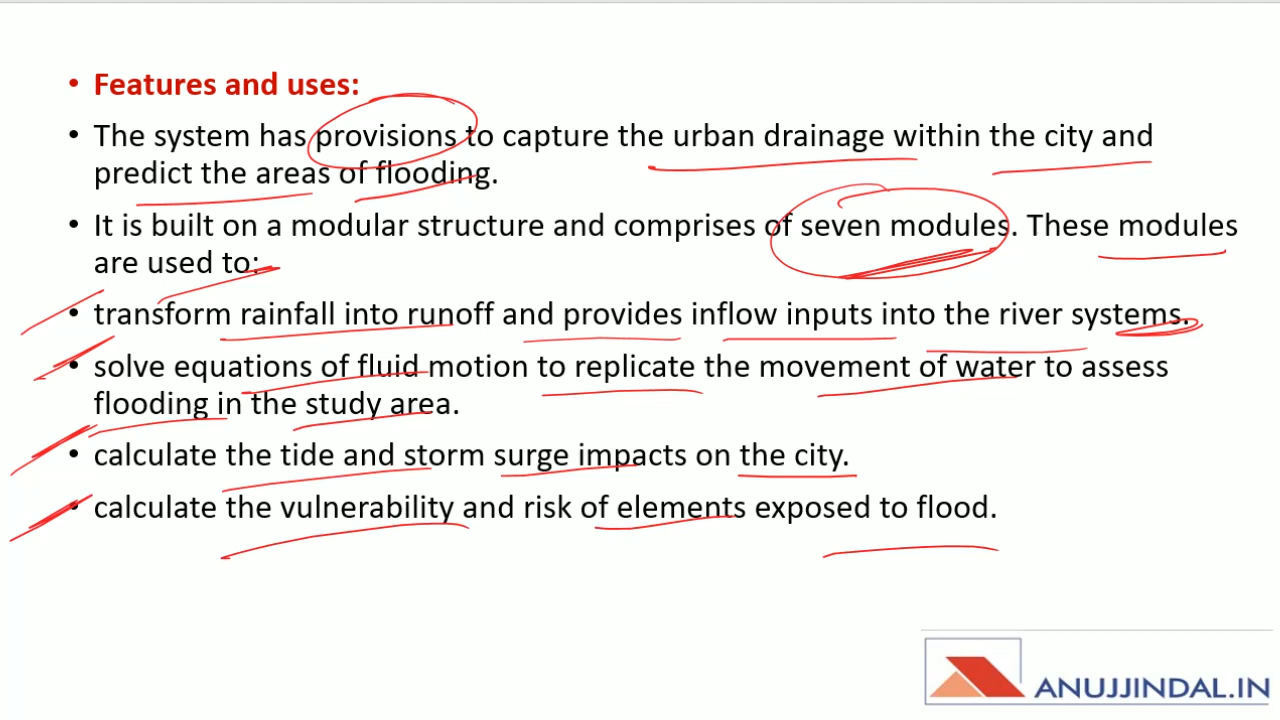 • Features and uses:
• The system has provisions to capture the urban drainage within the city and
predict the areas of flooding.
• It is built on a modular structure and comprises of seven modules. These modules
are used to:
• transform rainfall into runoff and provides inflow inputs into the river systems.
• solve equations of fluid motion to replicate the movement of water to assess
flooding in the study area.
• calculate the tide and storm surge impacts on the city.
• calculate the vulnerability and risk of elements exposed to flood.
ANUJJINDAL.IN